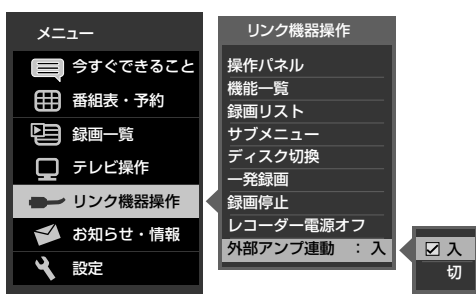 メニュー
今すぐできること
番組表・予約
録画一覧
テレビ操作
リンク機器操作
お知らせ・情報
設定
リンク機器操作
操作パネル
機能一覧
録画リスト
サブメニュー
ディスク切換
一発録画
録画停止
レコーダー電源オフ
外部アンプ連動 ： 入
入
切